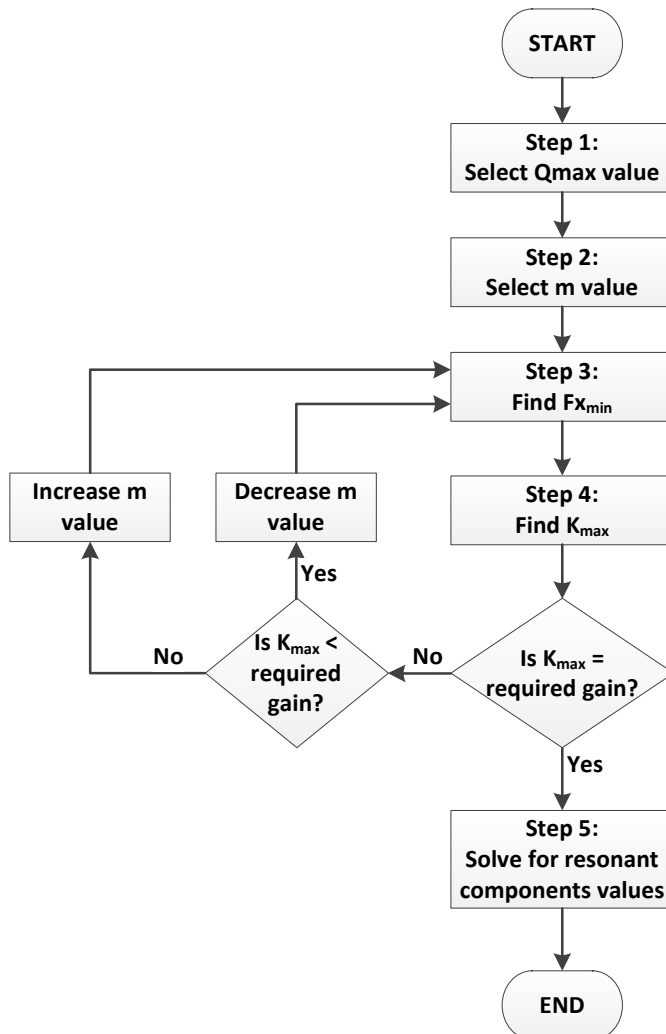 START
Step 1:
Select Qmax value
Step 2:
Select m value
Step 3:
Find Fxmin
Step 4:
Find Kmax
Increase m
value
Decrease m
value
Yes
Is Kmax <
required
gain?
No
No
Is Kmax =
required gain?
Yes
Step 5:
Solve for resonant
components values
END